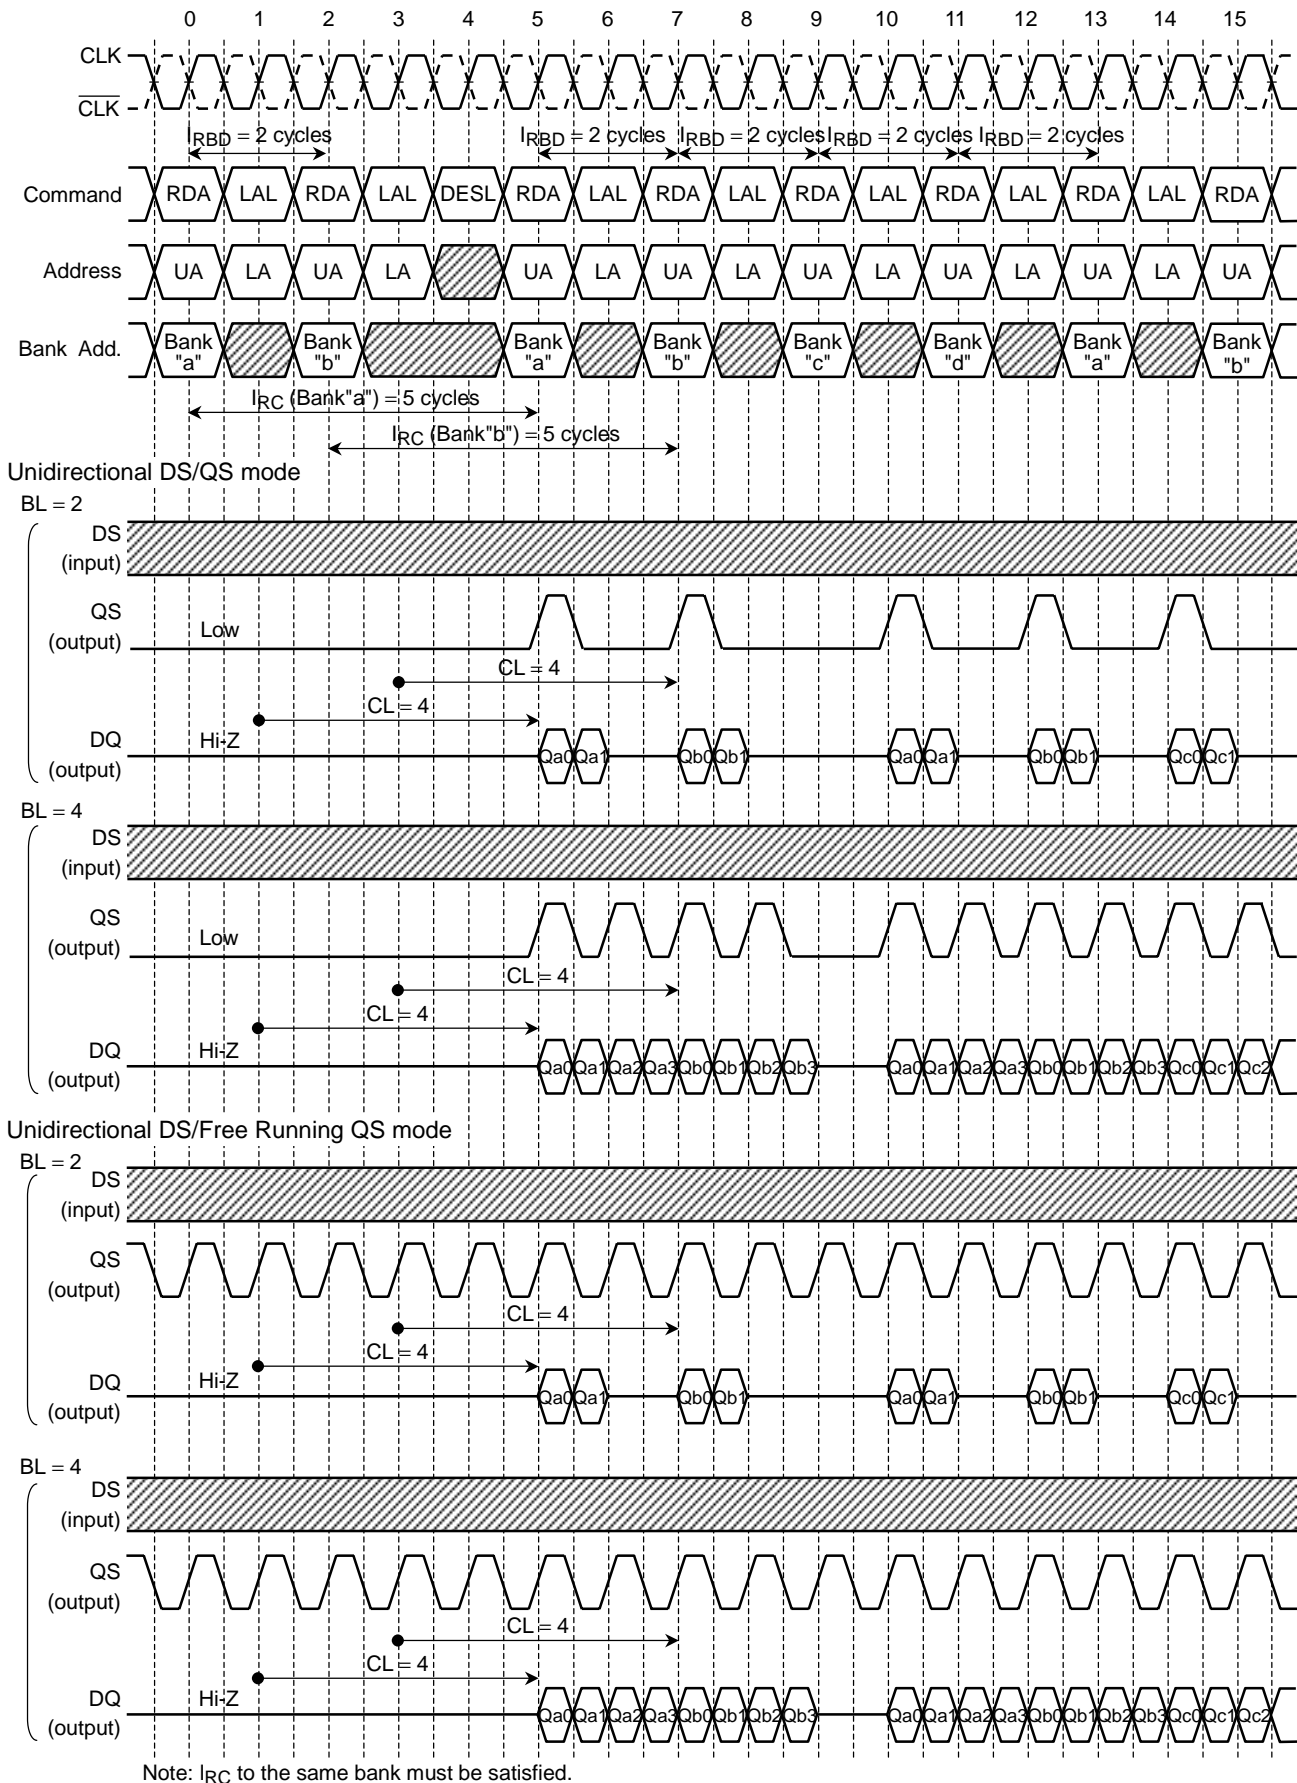 0 1 2 3 4 5 6 7 8 9 10 11 12 13 14 15
CLK
CLK
IRBD = 2 cycles IRBD = 2 cycles IRBD = 2 cycles IRBD = 2 cycles IRBD = 2 cycles
Command RDA LAL RDA LAL DESL RDA LAL RDA LAL RDA LAL RDA LAL RDA LAL RDA
Address UA LA UA LA UA LA UA LA UA LA UA LA UA LA UA
Bank Add. Bank "a" Bank "b" Bank "a" Bank "b" Bank "c" Bank "d" Bank "a" Bank "b"
IRC (Bank"a") = 5 cycles
IRC (Bank"b") = 5 cycles
Unidirectional DS/QS mode
BL = 2
DS
(input)
QS
(output) Low
CL = 4
CL = 4
DQ Hi-Z
(output) Qa0 Qa1 Qb0 Qb1 Qa0 Qa1 Qb0 Qb1 Qc0 Qc1
BL = 4
DS
(input)
QS
(output) Low
CL = 4
CL = 4
DQ Hi-Z
(output) Qa0 Qa1 Qa2 Qa3 Qb0 Qb1 Qb2 Qb3 Qa0 Qa1 Qa2 Qa3 Qb0 Qb1 Qb2 Qb3 Qc0 Qc1 Qc2
Unidirectional DS/Free Running QS mode
BL = 2
DS
(input)
QS
(output)
CL = 4
CL = 4
DQ Hi-Z
(output) Qa0 Qa1 Qb0 Qb1 Qa0 Qa1 Qb0 Qb1 Qc0 Qc1
BL = 4
DS
(input)
QS
(output)
CL = 4
CL = 4
DQ Hi-Z
(output) Qa0 Qa1 Qa2 Qa3 Qb0 Qb1 Qb2 Qb3 Qa0 Qa1 Qa2 Qa3 Qb0 Qb1 Qb2 Qb3 Qc0 Qc1 Qc2
Note: IRC to the same bank must be satisfied.